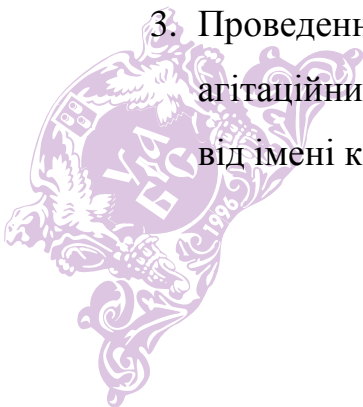 3. Проведенн
агітаційни
від імені к
УАБС
1996